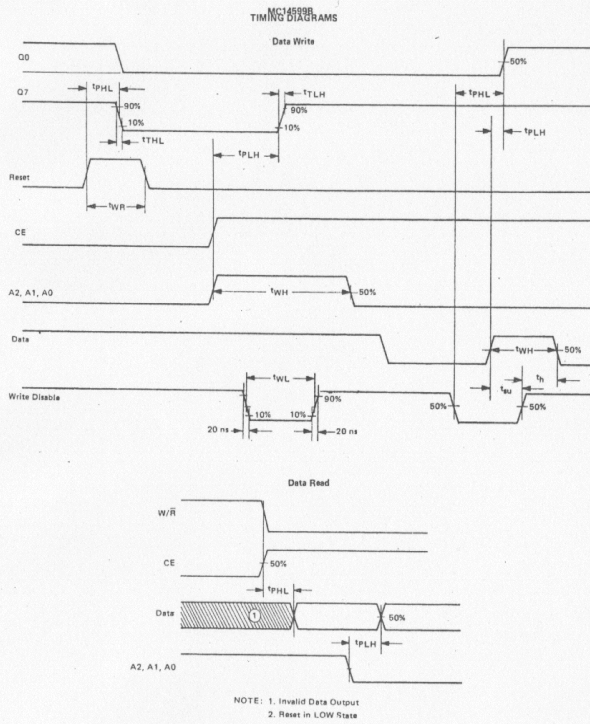 MC14599B
TIMING DIAGRAMS
Data Write
Q0
50%
tPHL
tTLH
tPHL
Q7
90%
90%
10%
10%
tTHL
tPLH
tPLH
Reset
tWR
CE
A2, A1, A0
tWH
50%
Data
tWH
50%
tWL
tsu
th
Write Disable
90%
10%
10%
50%
50%
20 ns
20 ns
Data Read
W/R̅
CE
50%
tPHL
Data
1
50%
tPLH
A2, A1, A0
NOTE: 1. Invalid Data Output
2. Reset in LOW State